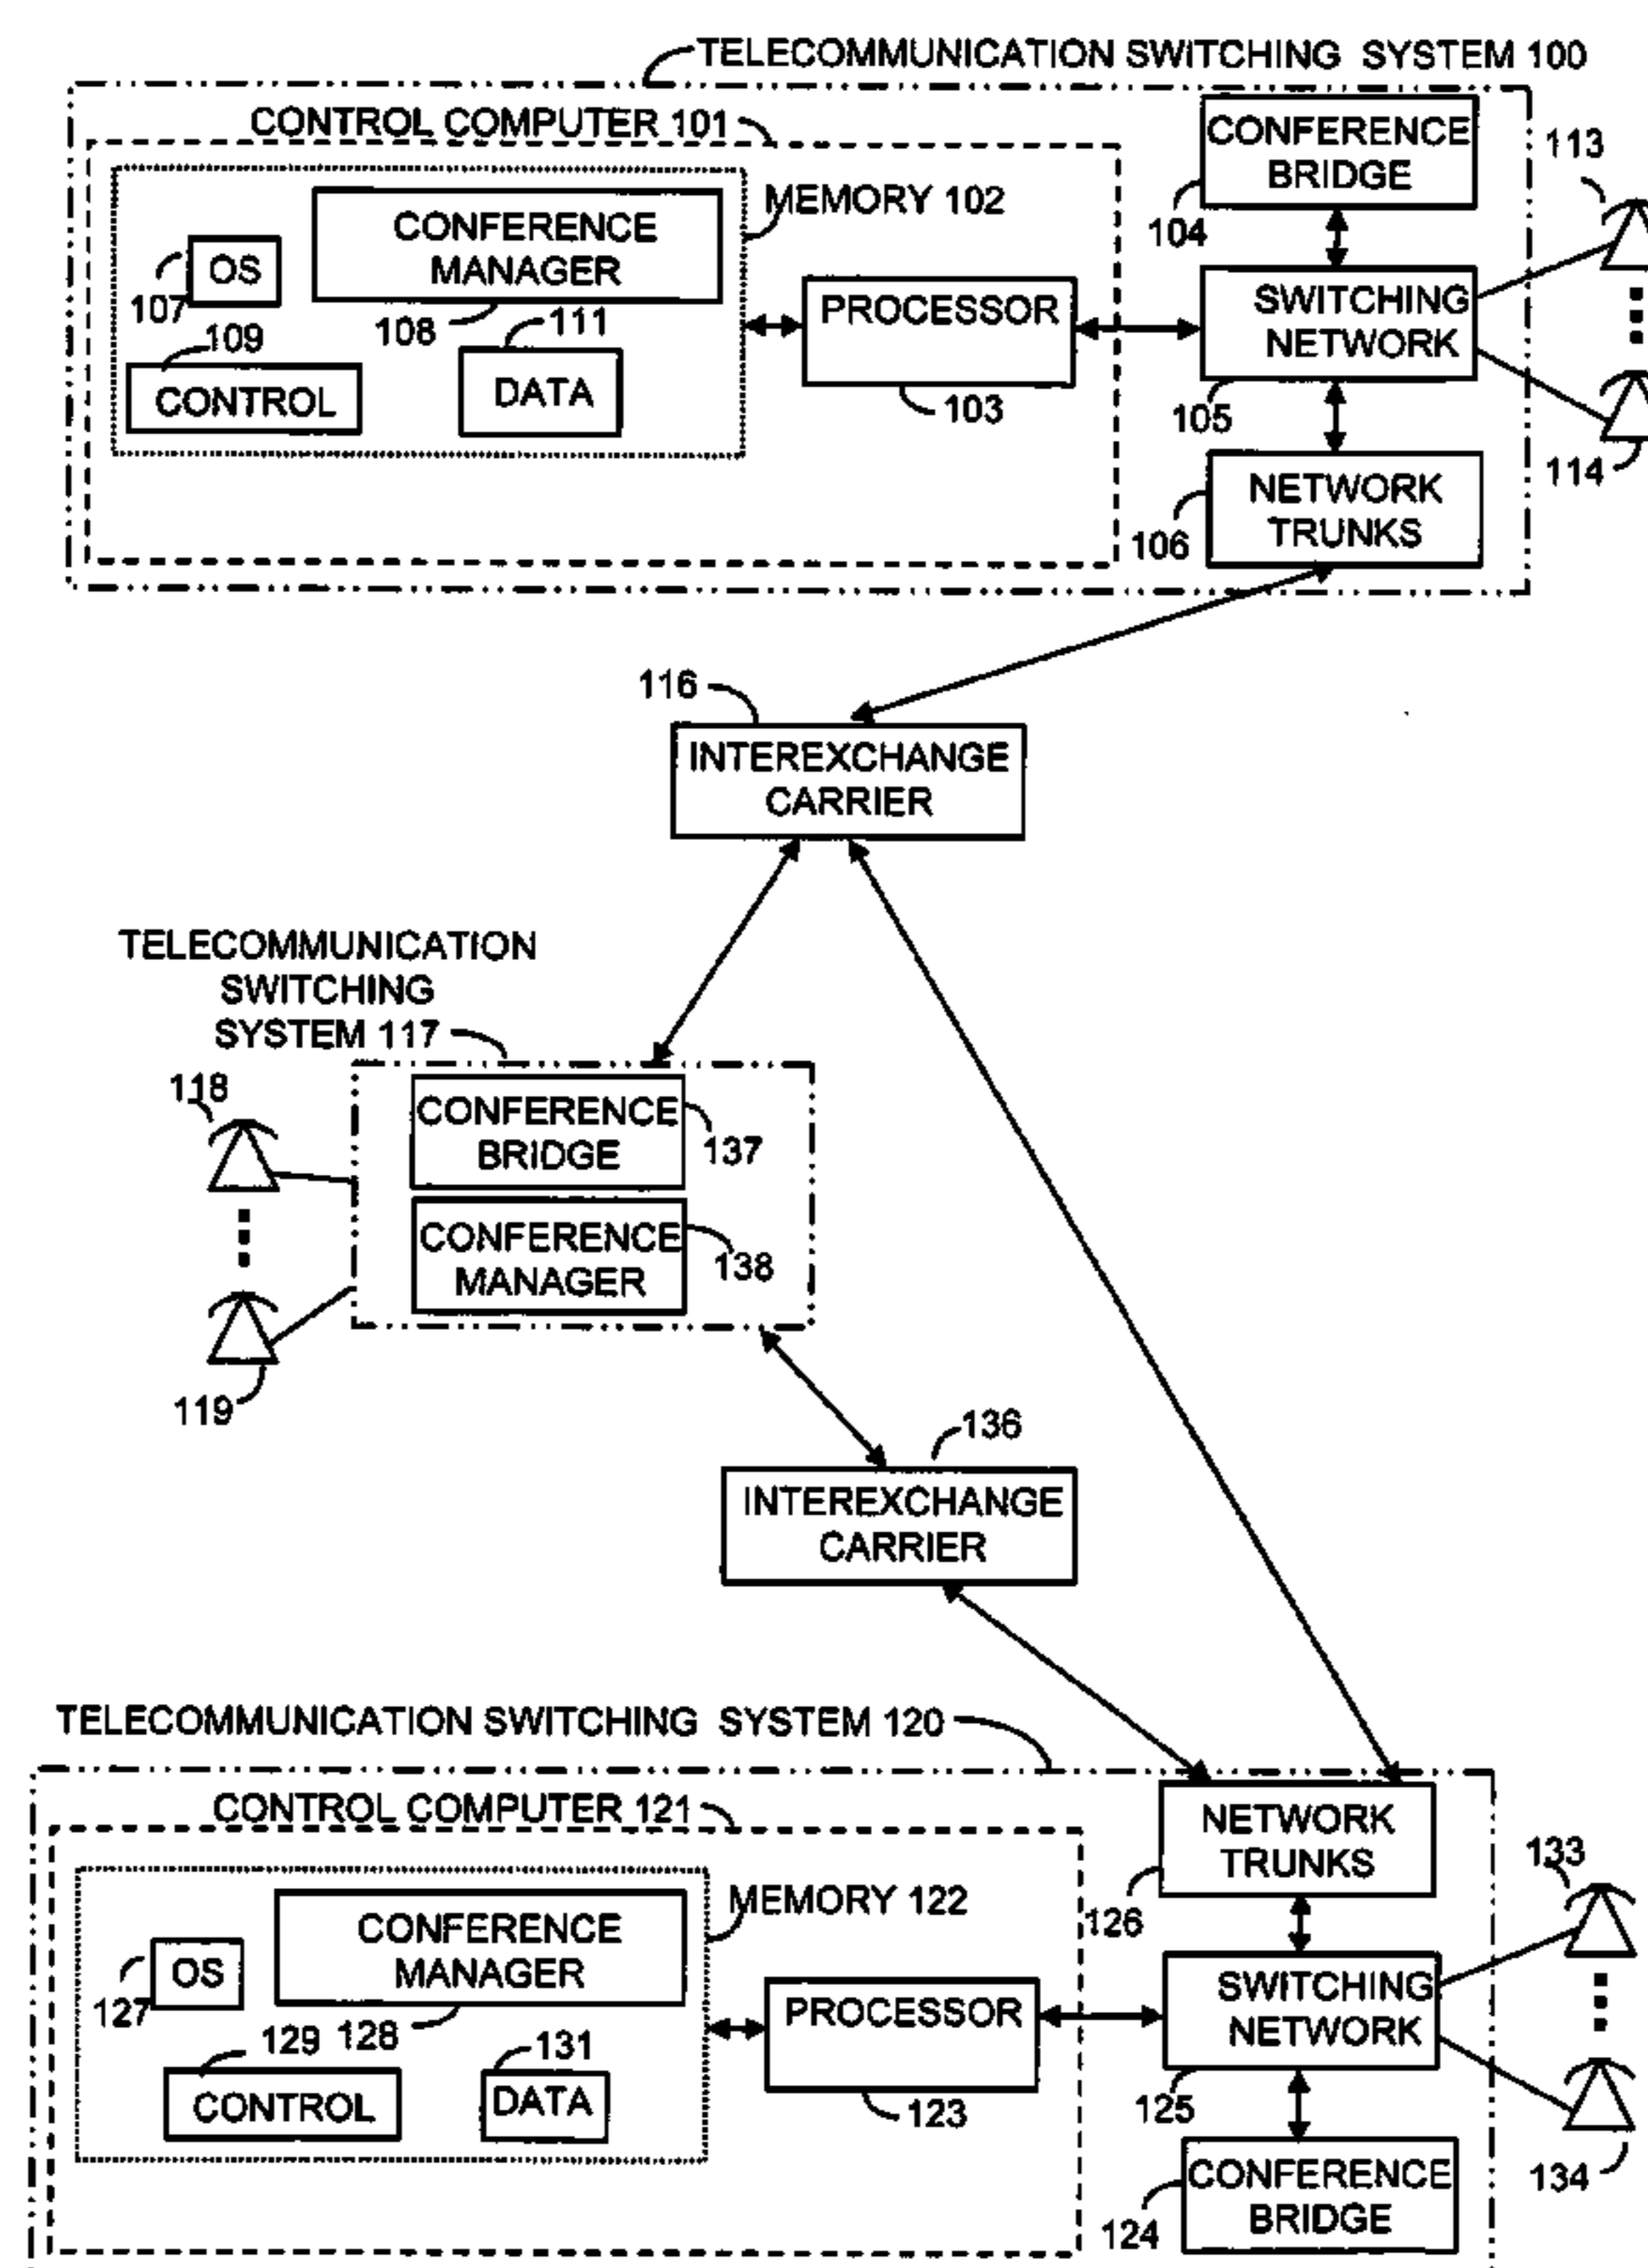 TELECOMMUNICATION SWITCHING SYSTEM 100
CONTROL COMPUTER 101
CONFERENCE
BRIDGE
104
113
MEMORY 102
CONFERENCE
MANAGER
108
OS
107
109
CONTROL
111
DATA
PROCESSOR
103
SWITCHING
NETWORK
105
114
NETWORK
TRUNKS
106
116
INTEREXCHANGE
CARRIER
TELECOMMUNICATION
SWITCHING
SYSTEM 117
118
CONFERENCE
BRIDGE
137
CONFERENCE
MANAGER
138
119
136
INTEREXCHANGE
CARRIER
TELECOMMUNICATION SWITCHING SYSTEM 120
CONTROL COMPUTER 121
NETWORK
TRUNKS
126
133
MEMORY 122
CONFERENCE
MANAGER
OS
127
129
128
131
CONTROL
DATA
PROCESSOR
123
SWITCHING
NETWORK
125
134
CONFERENCE
BRIDGE
124